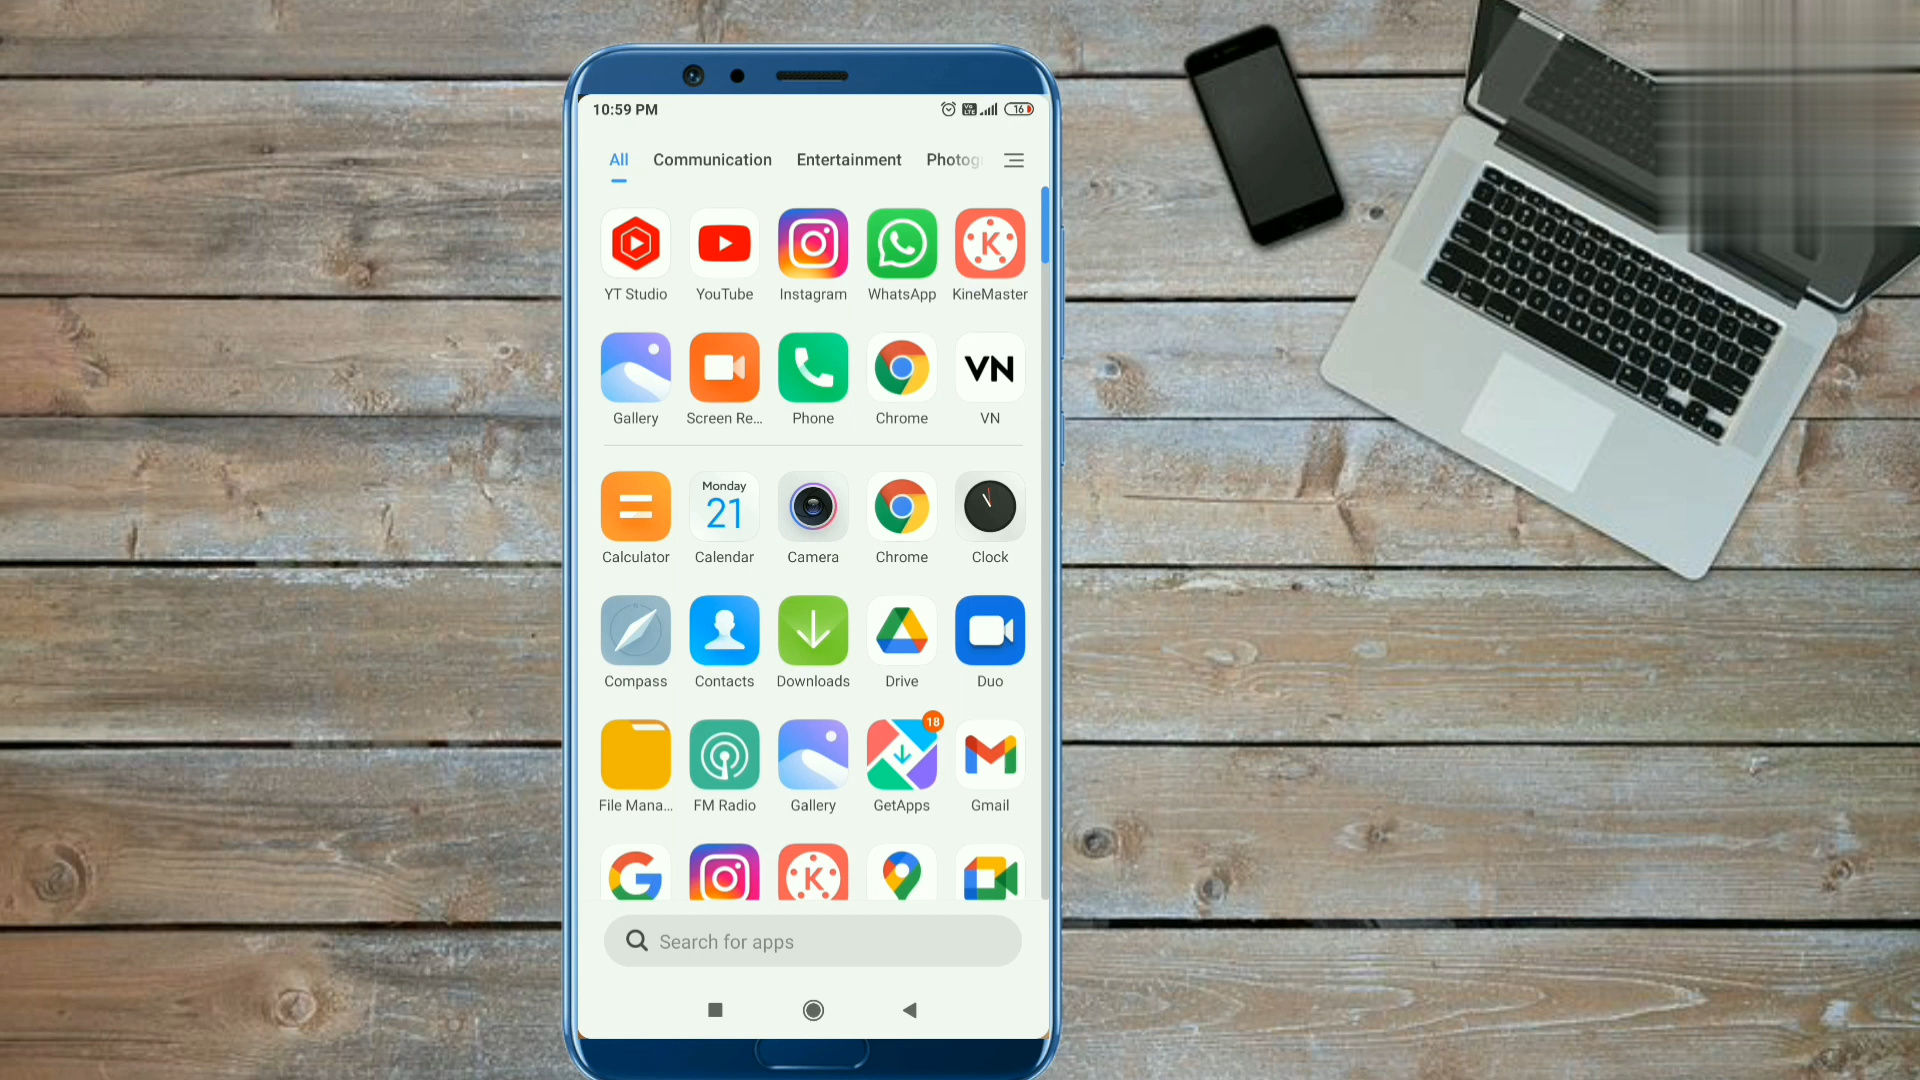 10:59 PM
16
All Communication Entertainment Photog
YT Studio YouTube Instagram WhatsApp KineMaster
VN
Gallery Screen Re... Phone Chrome VN
Monday
21
Calculator Calendar Camera Chrome Clock
Compass Contacts Downloads Drive Duo
18
File Mana... FM Radio Gallery GetApps Gmail
Search for apps